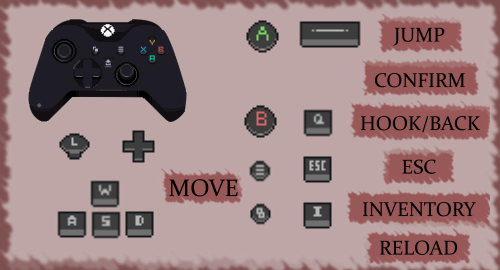 A JUMP
CONFIRM
B Q HOOK/BACK
ESC ESC
I INVENTORY
RELOAD
Y
X B
A
L
W
A S D
MOVE